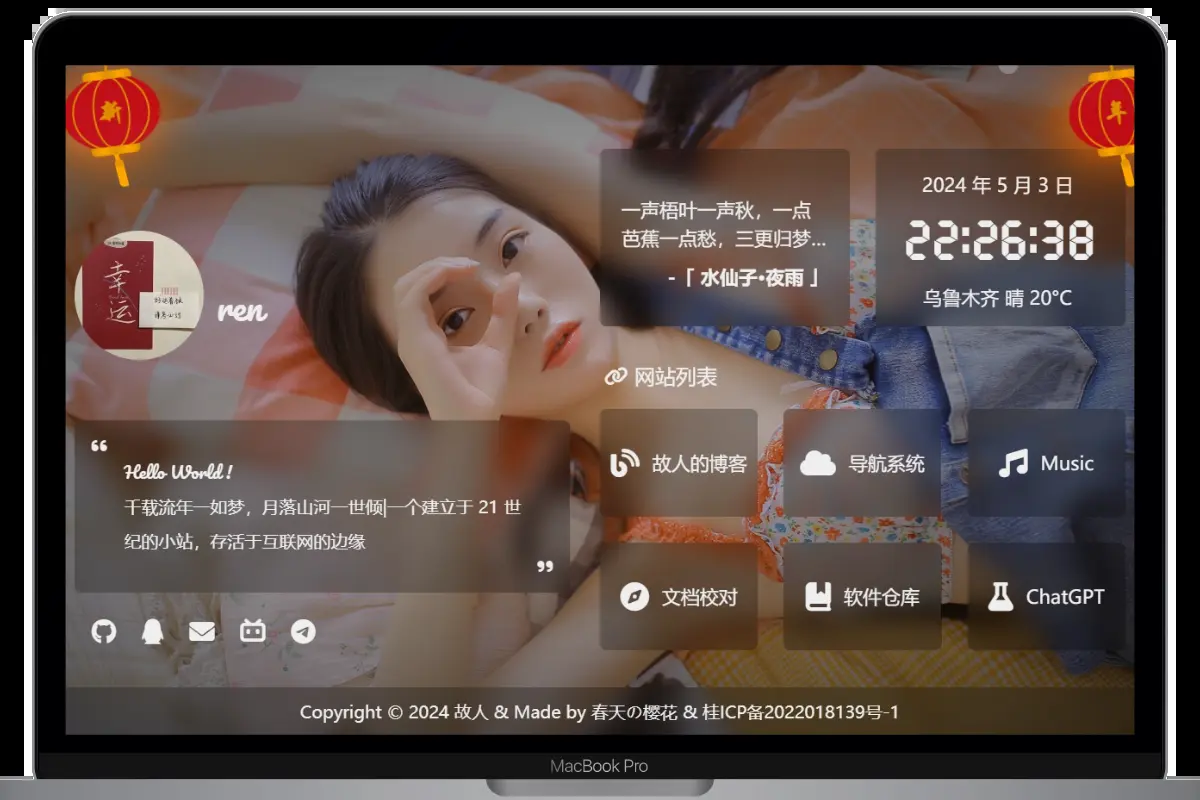 新
年
幸
运
ren
一声梧叶一声秋，一点
芭蕉一点愁，三更归梦...
-「 水仙子·夜雨 」
2024 年 5 月 3 日
22:26:38
乌鲁木齐 晴 20°C
网站列表
故人的博客
导航系统
Music
文档校对
软件仓库
ChatGPT
Hello World !
千载流年一如梦，月落山河一世倾|一个建立于 21 世
纪的小站，存活于互联网的边缘
Copyright © 2024 故人 & Made by 春天の樱花 & 桂ICP备2022018139号-1
MacBook Pro